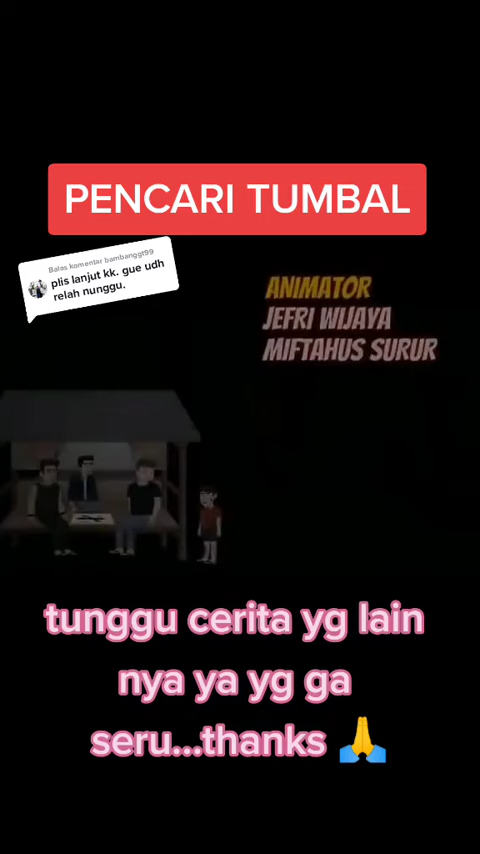 PENCARI TUMBAL
Balas komentar bambanggt99
plis lanjut kk. gue udh
relah nunggu.
ANIMATOR
JEFRI WIJAYA
MIFTAHUS SURUR
tunggu cerita yg lain
nya ya yg ga
seru...thanks 🙏